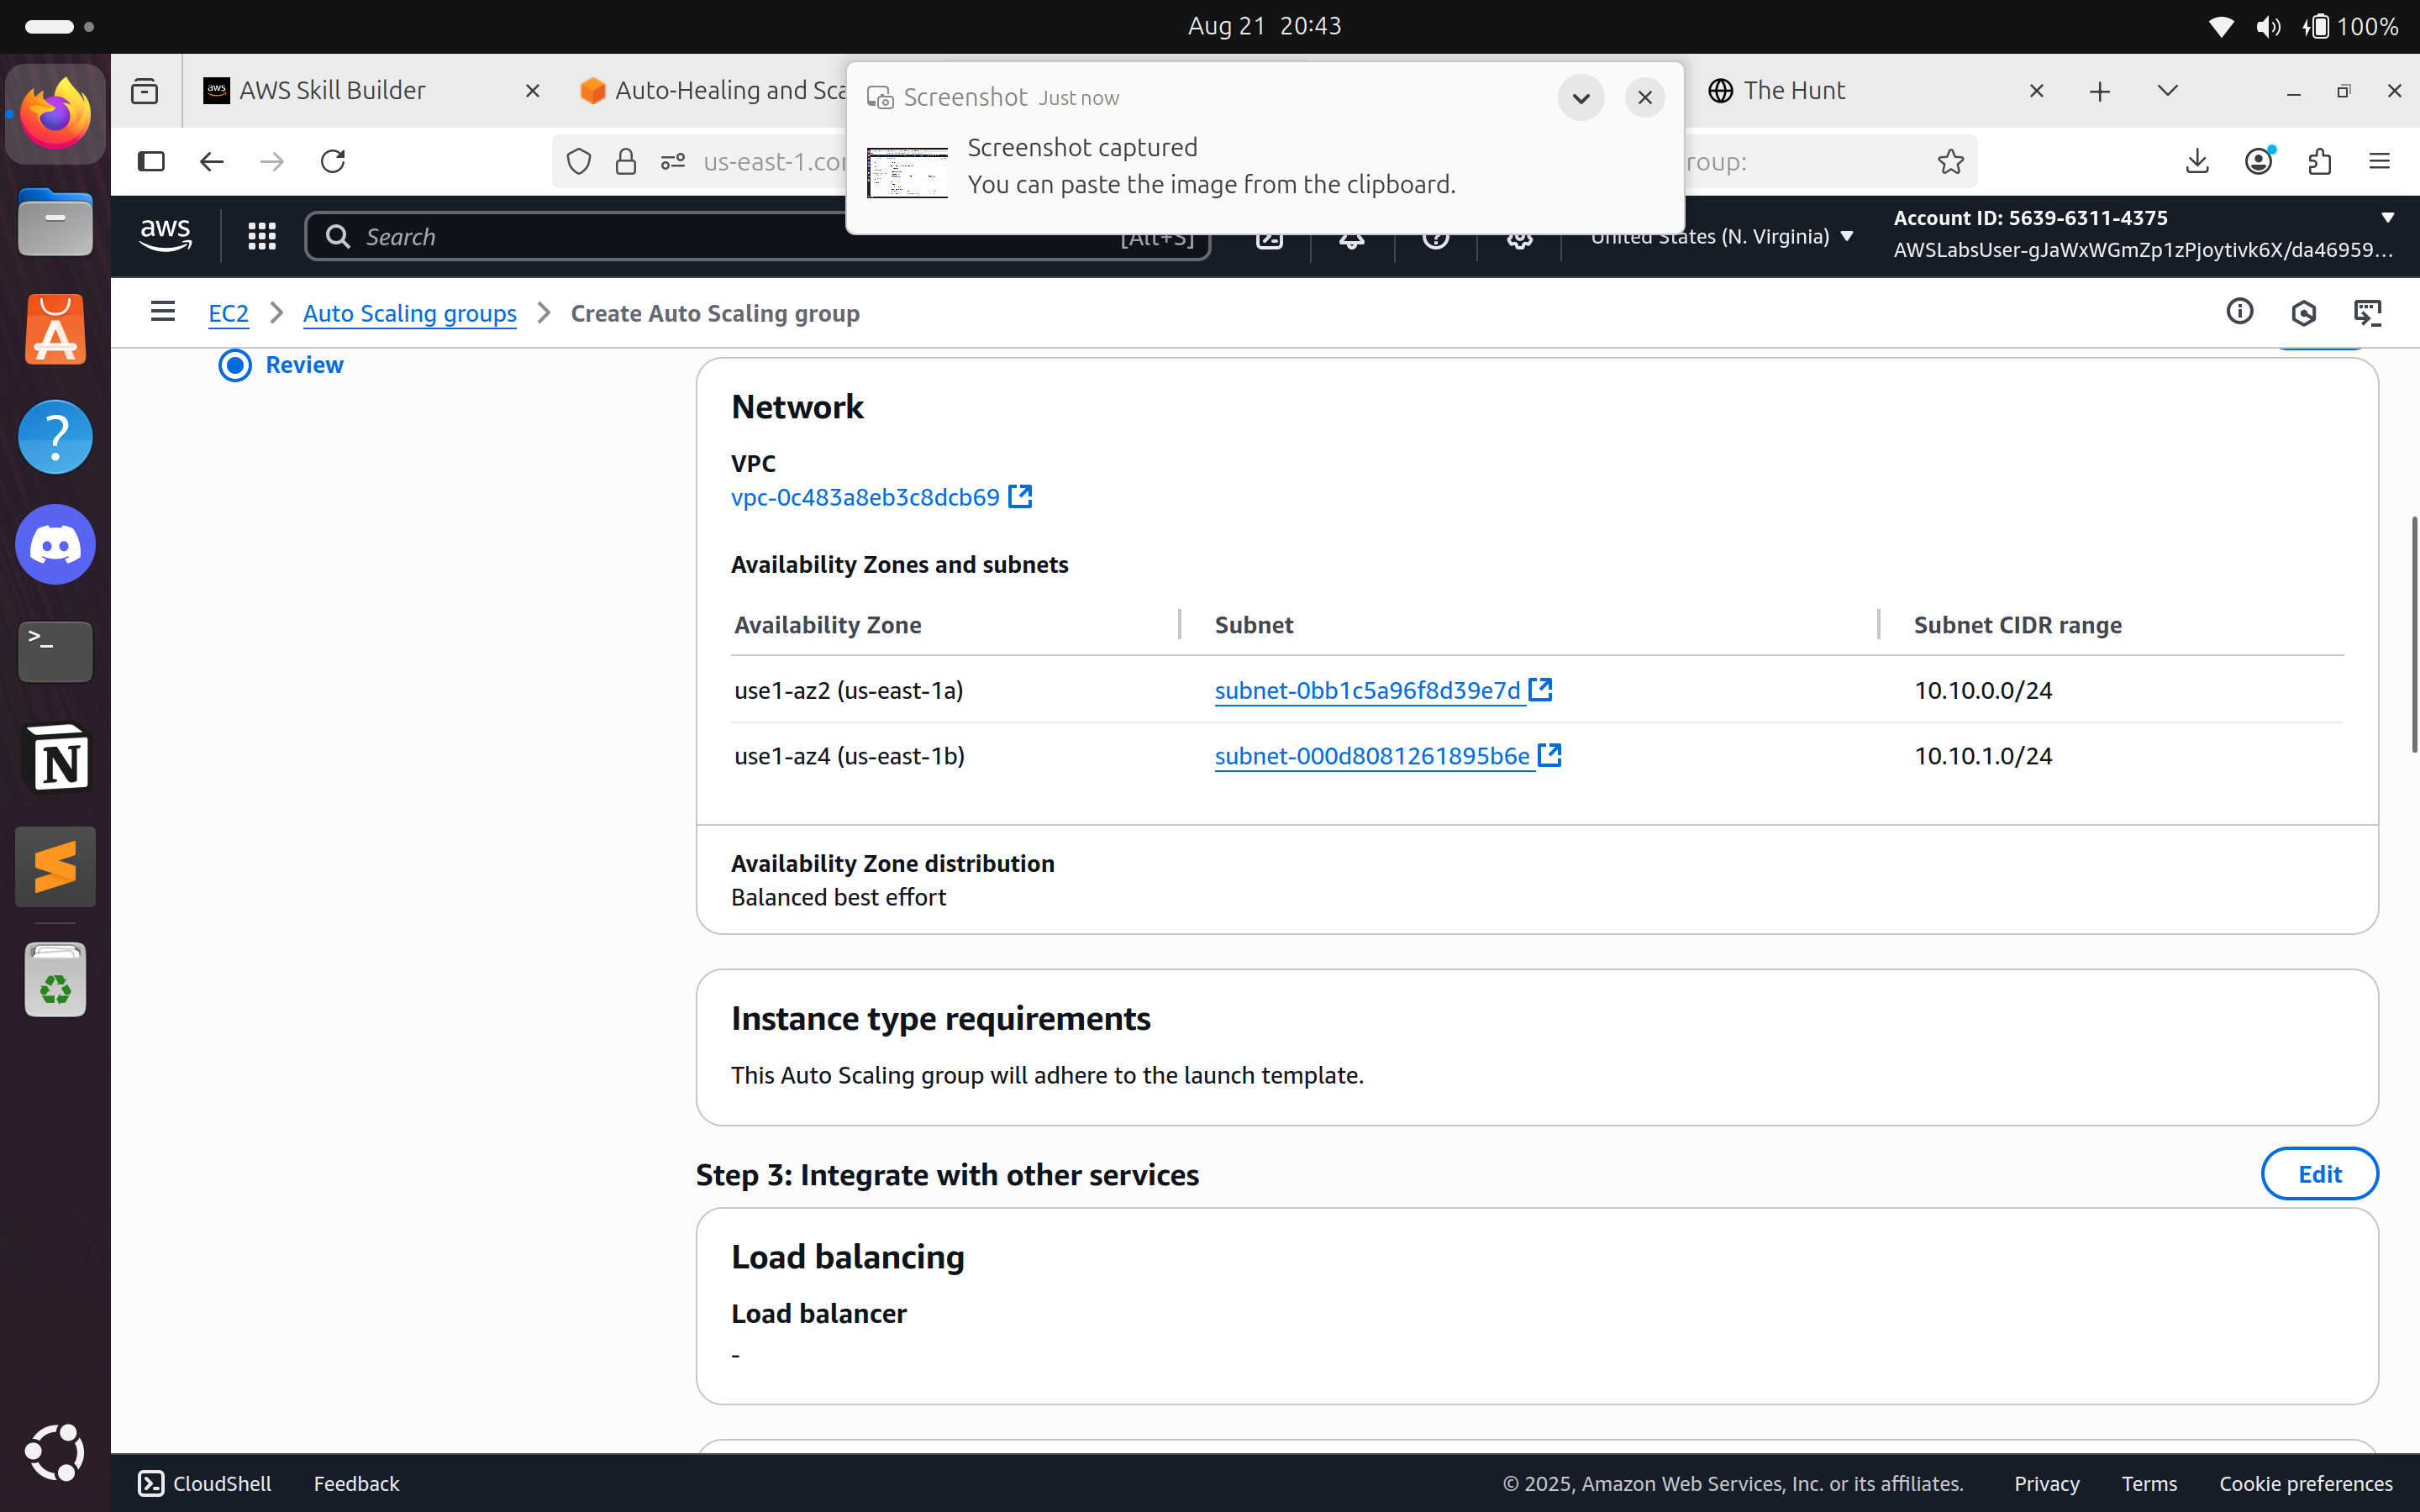 Aug 21 20:43
100%
AWS Skill Builder
Auto-Healing and Sca
The Hunt
Screenshot Just now
Screenshot captured
You can paste the image from the clipboard.
us-east-1.cor
roup:
aws
Search
[Alt+S]
United States (N. Virginia)
Account ID: 5639-6311-4375
AWSLabsUser-gJaWxWGmZp1zPjoytivk6X/da46959...
EC2 > Auto Scaling groups > Create Auto Scaling group
Review
Network
VPC
vpc-0c483a8eb3c8dcb69
Availability Zones and subnets
Availability Zone Subnet Subnet CIDR range
use1-az2 (us-east-1a) subnet-0bb1c5a96f8d39e7d 10.10.0.0/24
use1-az4 (us-east-1b) subnet-000d8081261895b6e 10.10.1.0/24
Availability Zone distribution
Balanced best effort
Instance type requirements
This Auto Scaling group will adhere to the launch template.
Step 3: Integrate with other services
Edit
Load balancing
Load balancer
-
CloudShell Feedback © 2025, Amazon Web Services, Inc. or its affiliates. Privacy Terms Cookie preferences